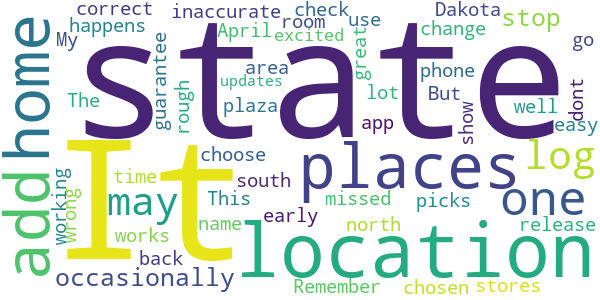 correct
inaccurate
check
Dakota
happens
room
use
stop
My
April
excited
change
go
add
home
state
guarantee
The
rough
area
great
phone
updates
lot
But
well
dont
plaza
app
show
easy
It
choose
places
log
working
wrong
time
may
This
south
missed
picks
one
name
early
north
release
works
location
back
occasionally
Remember
chosen
stores